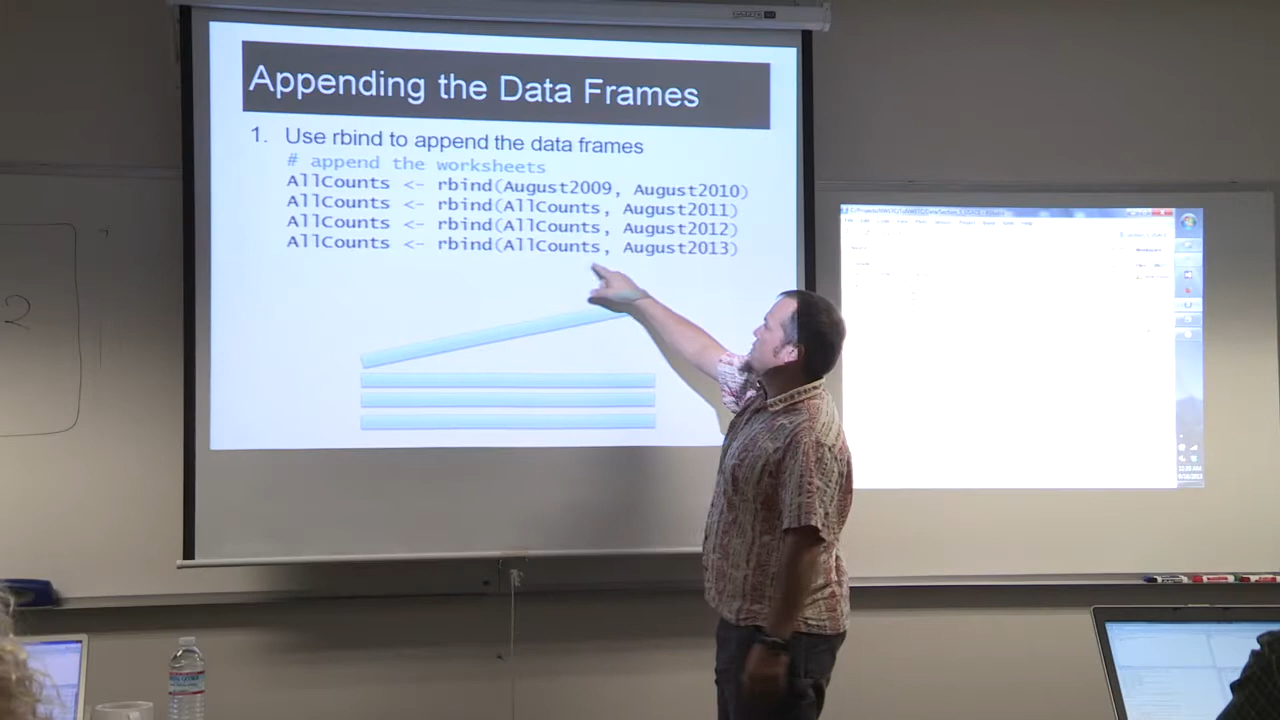 Appending the Data Frames
1. Use rbind to append the data frames
# append the worksheets
AllCounts <- rbind(August2009, August2010)
AllCounts <- rbind(AllCounts, August2011)
AllCounts <- rbind(AllCounts, August2012)
AllCounts <- rbind(AllCounts, August2013)
2